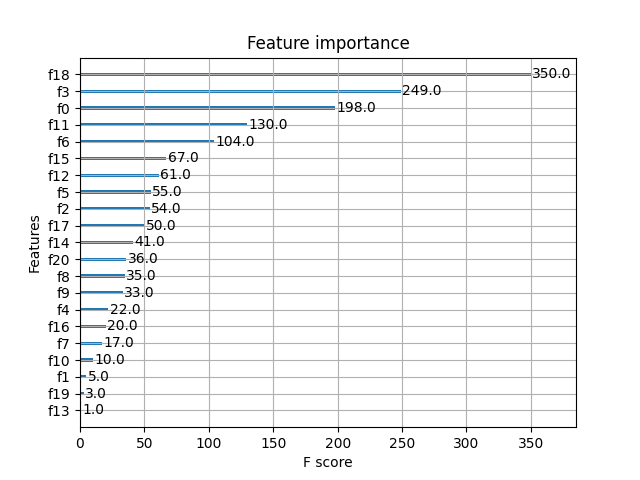 Feature importance
f18 350.0
f3 249.0
f0 198.0
f11 130.0
f6 104.0
f15 67.0
f12 61.0
f5 55.0
f2 54.0
f17 50.0
f14 41.0
f20 36.0
f8 35.0
f9 33.0
f4 22.0
f16 20.0
f7 17.0
f10 10.0
f1 5.0
f19 3.0
f13 1.0
Features
0 50 100 150 200 250 300 350
F score